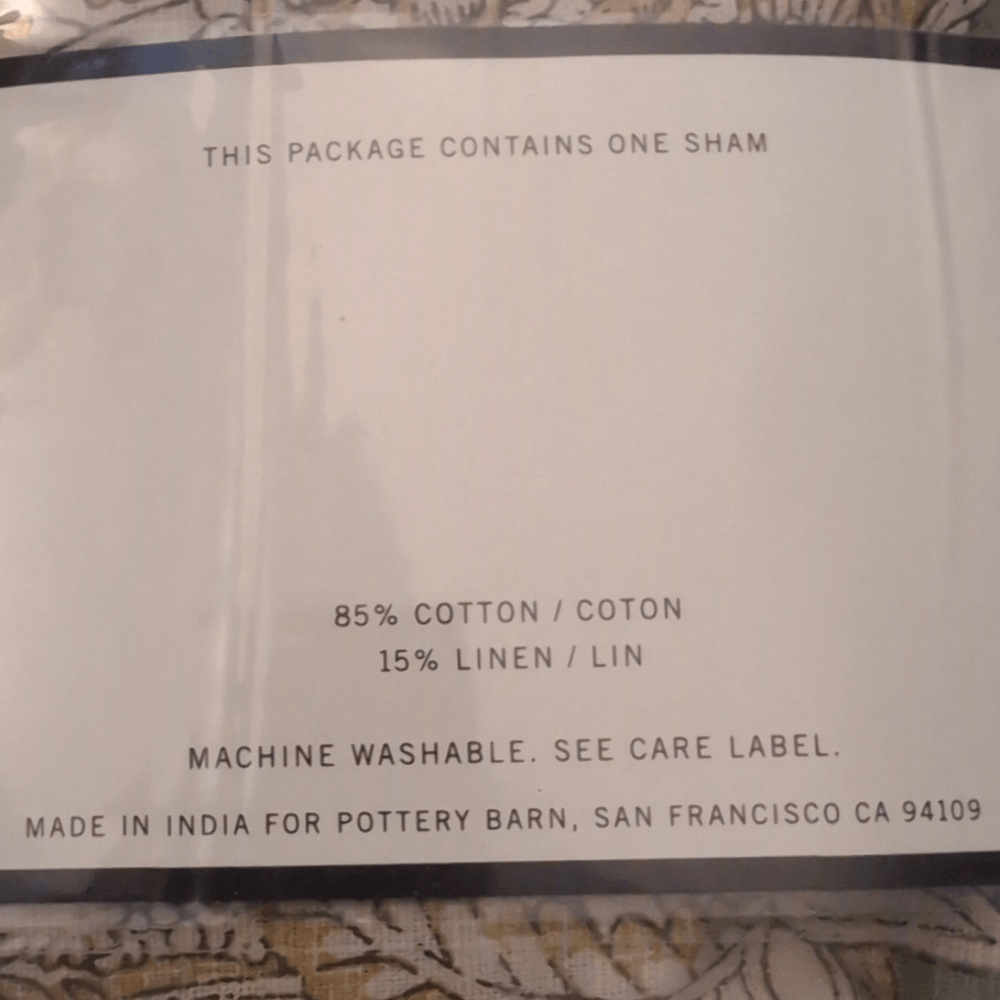 THIS PACKAGE CONTAINS ONE SHAM
85% COTTON / COTON
15% LINEN / LIN
MACHINE WASHABLE. SEE CARE LABEL.
MADE IN INDIA FOR POTTERY BARN, SAN FRANCISCO CA 94109